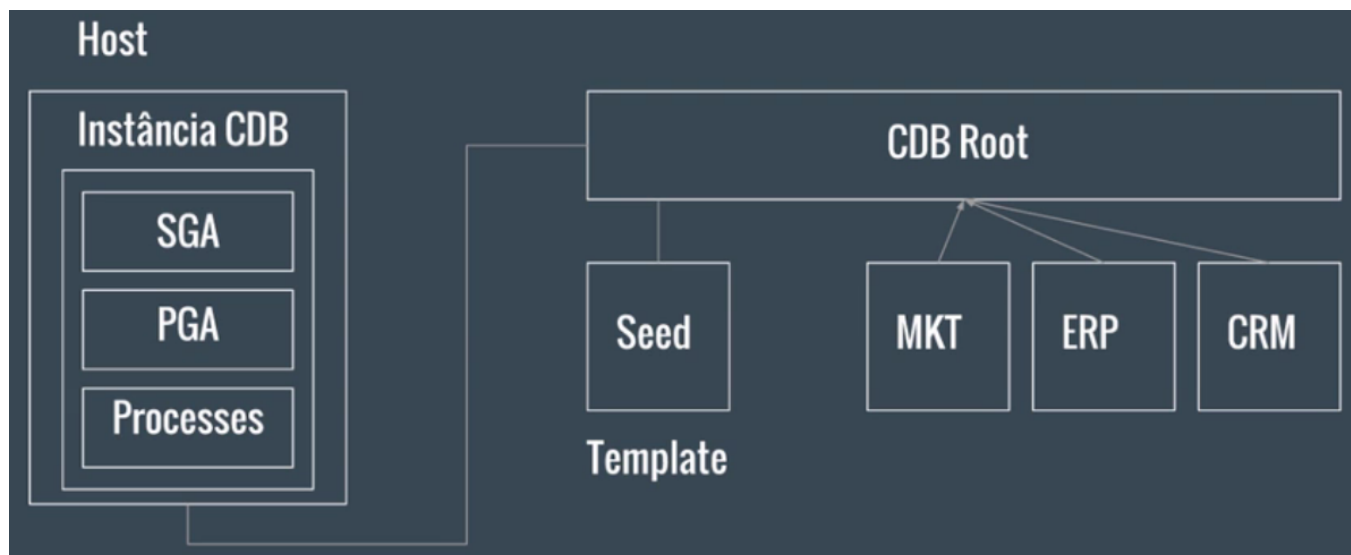 Host
Instância CDB
SGA
PGA
Processes
CDB Root
Seed
MKT
ERP
CRM
Template